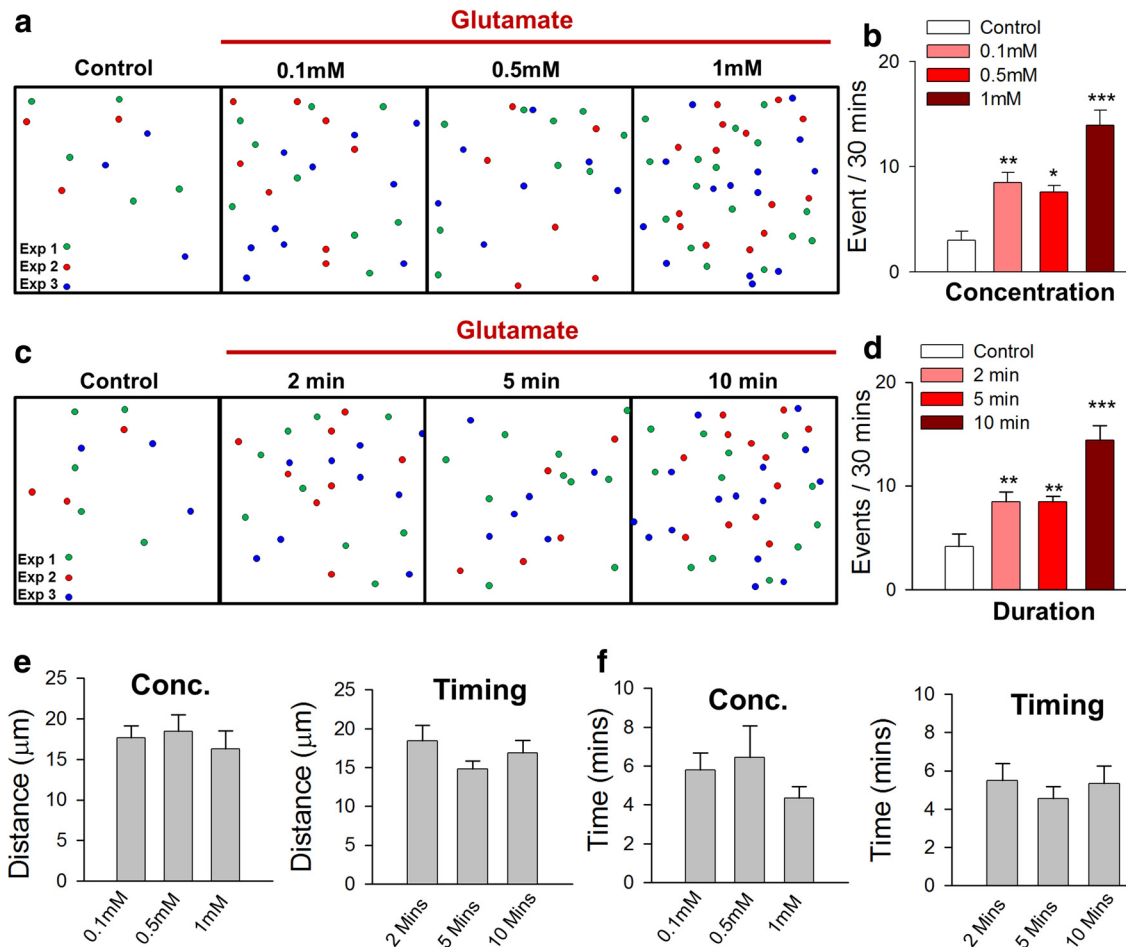 a
Glutamate
Control
0.1mM
0.5mM
1mM
Exp 1
Exp 2
Exp 3
b
Control
0.1mM
0.5mM
1mM
Event / 30 mins
20
10
0
**
*
***
Concentration
c
Glutamate
Control
2 min
5 min
10 min
Exp 1
Exp 2
Exp 3
d
Control
2 min
5 min
10 min
Events / 30 mins
20
10
0
**
**
***
Duration
e
Conc.
Distance (μm)
25
20
15
10
5
0
0.1mM
0.5mM
1mM
Timing
Distance (μm)
25
20
15
10
5
0
2 Mins
5 Mins
10 Mins
f
Conc.
Time (mins)
10
8
6
4
2
0
0.1mM
0.5mM
1mM
Timing
Time (mins)
10
8
6
4
2
0
2 Mins
5 Mins
10 Mins